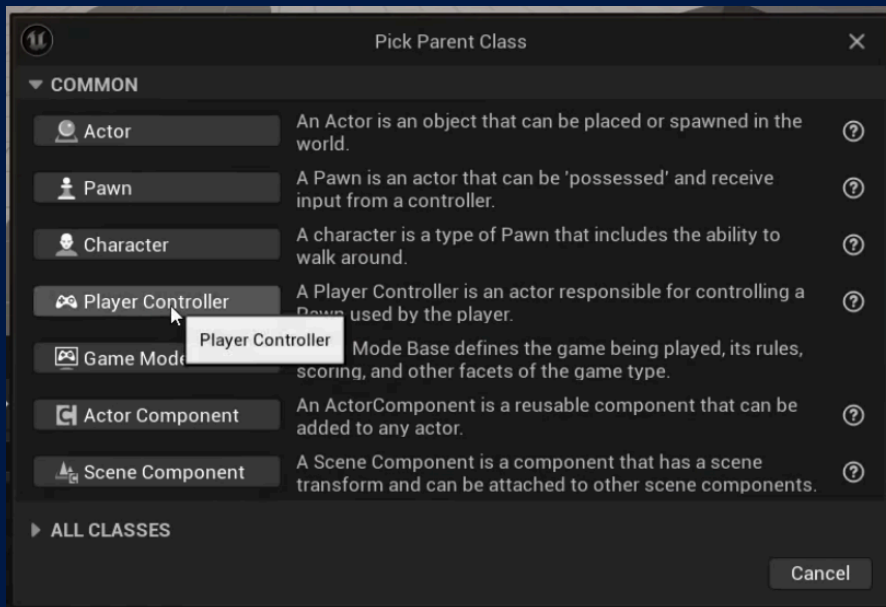 Pick Parent Class
COMMON
Actor
An Actor is an object that can be placed or spawned in the
world.
Pawn
A Pawn is an actor that can be 'possessed' and receive
input from a controller.
Character
A character is a type of Pawn that includes the ability to
walk around.
Player Controller
A Player Controller is an actor responsible for controlling a
Pawn used by the player.
Player Controller
Game Mode
Mode Base defines the game being played, its rules,
scoring, and other facets of the game type.
Actor Component
An ActorComponent is a reusable component that can be
added to any actor.
Scene Component
A Scene Component is a component that has a scene
transform and can be attached to other scene components.
ALL CLASSES
Cancel